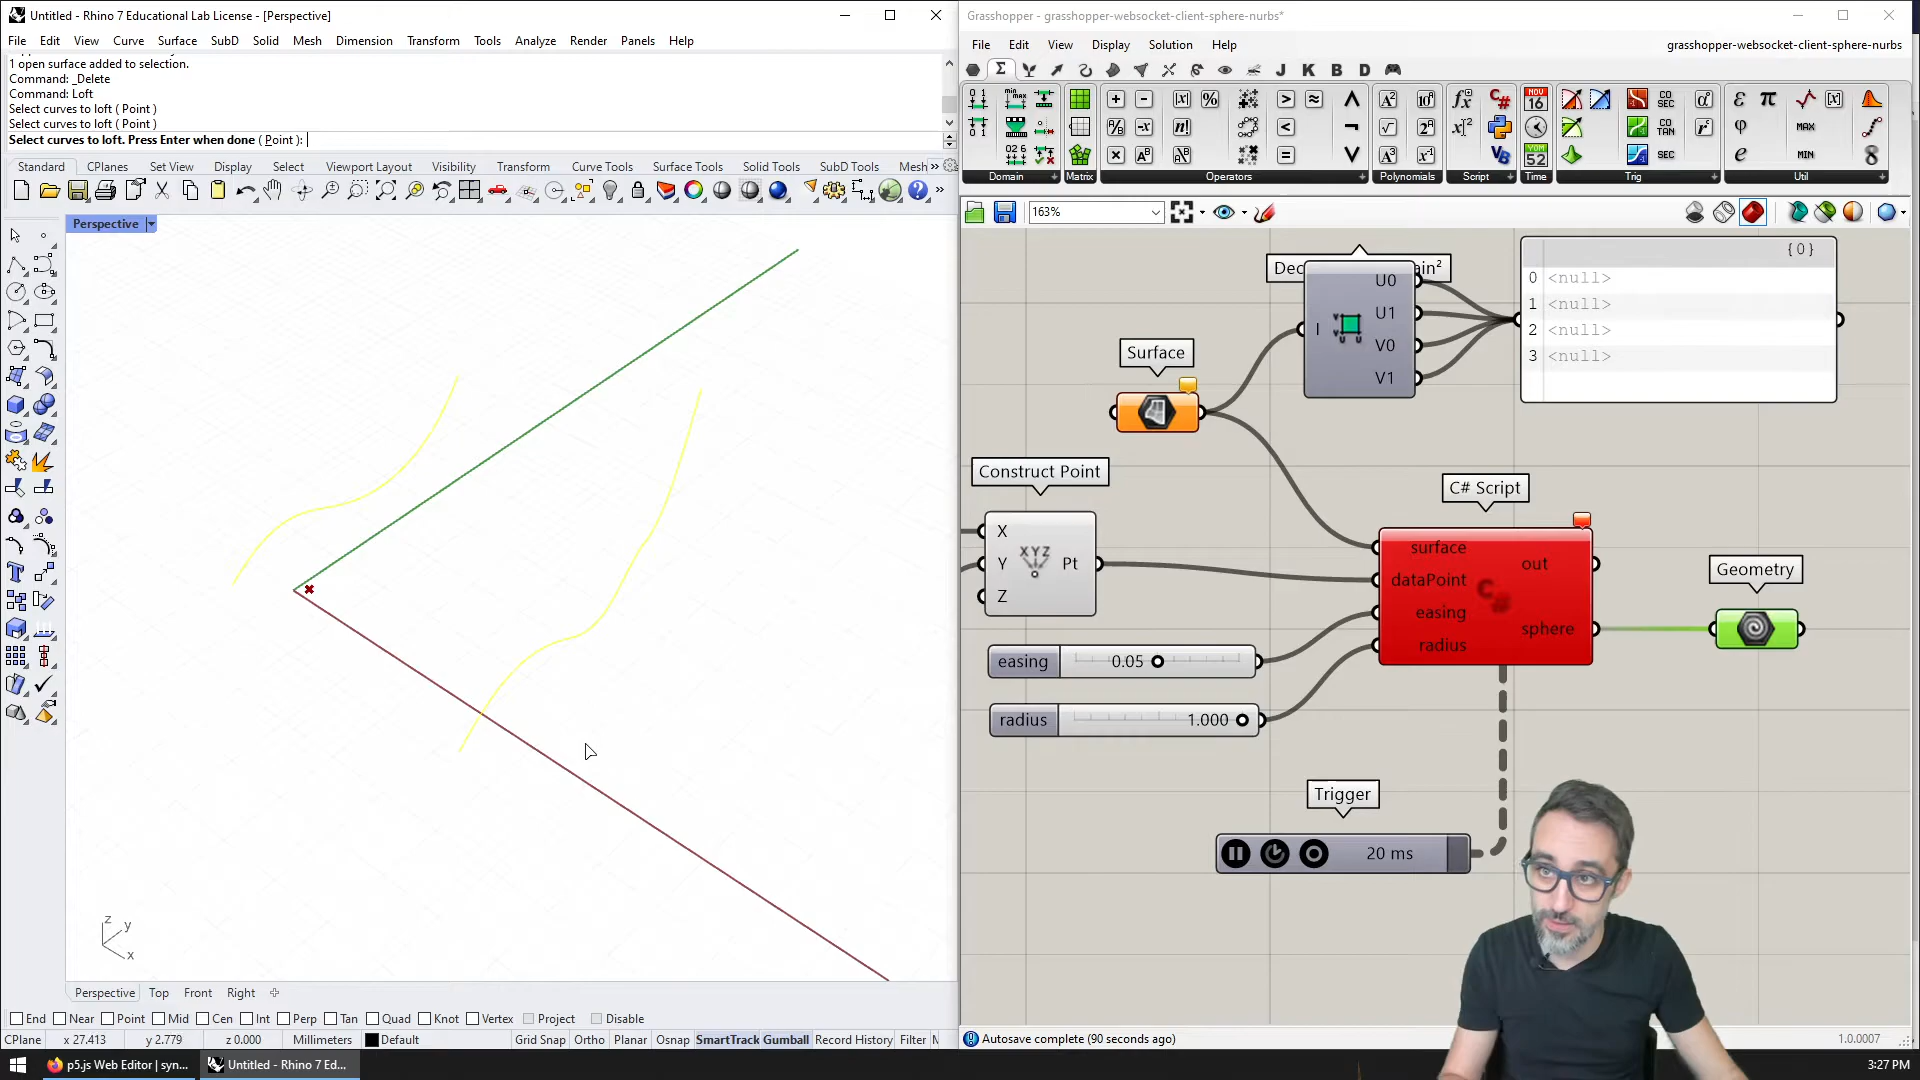 Untitled - Rhino 7 Educational Lab License - [Perspective]
File Edit View Curve Surface SubD Solid Mesh Dimension Transform Tools Analyze Render Panels Help
1 open surface added to selection.
Command: _Delete
Command: Loft
Select curves to loft ( Point )
Select curves to loft ( Point )
Select curves to loft. Press Enter when done ( Point ):
Standard CPlanes Set View Display Select Viewport Layout Visibility Transform Curve Tools Surface Tools Solid Tools SubD Tools Mesh »
Perspective
z y x
Perspective Top Front Right
End Near Point Mid Cen Int Perp Tan Quad Knot Vertex Project Disable
CPlane x 27.413 y 2.779 z 0.000 Millimeters Default Grid Snap Ortho Planar Osnap SmartTrack Gumball Record History Filter M
p5.js Web Editor | syn... Untitled - Rhino 7 Ed...
Grasshopper - grasshopper-websocket-client-sphere-nurbs*
File Edit View Display Solution Help
grasshopper-websocket-client-sphere-nurbs
J K B D
Domain Matrix Operators Polynomials Script Time Trig Util
163%
Dec ain²
I U0 U1 V0 V1
{ 0 }
0 <null>
1 <null>
2 <null>
3 <null>
Surface
Construct Point
X Y Z XYZ Pt
C# Script
surface
dataPoint
easing
radius
out
sphere
Geometry
easing 0.05
radius 1.000
Trigger
20 ms
Autosave complete (90 seconds ago)
1.0.0007
3:27 PM